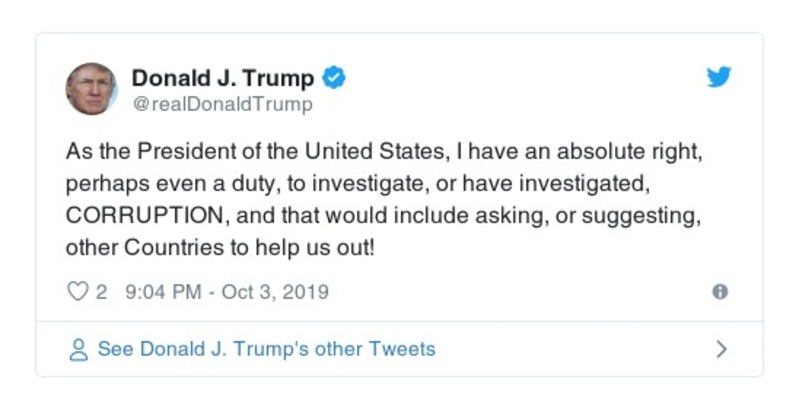 Donald J. Trump
@realDonaldTrump
As the President of the United States, I have an absolute right,
perhaps even a duty, to investigate, or have investigated,
CORRUPTION, and that would include asking, or suggesting,
other Countries to help us out!
2 9:04 PM - Oct 3, 2019
See Donald J. Trump's other Tweets